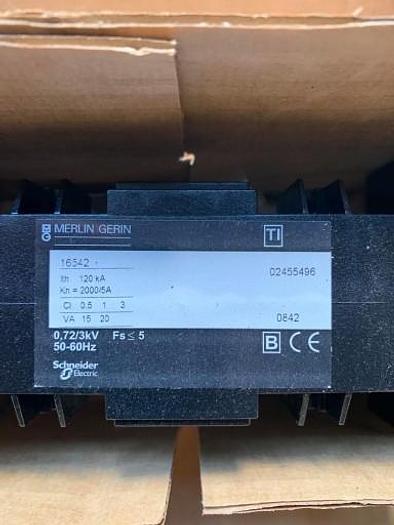 MG MERLIN GERIN
TI
16542
02455496
Ith 120 kA
Kn = 2000/5A
Cl 0.5 1 3
VA 15 20
0842
0.72/3kV Fs ≤ 5
50-60Hz
B CE
Schneider
Electric